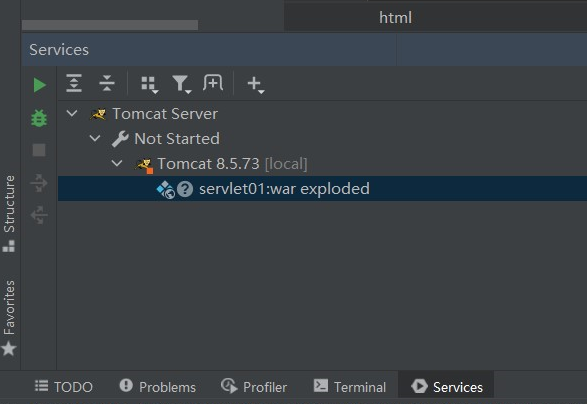 html
Services
Tomcat Server
Not Started
Tomcat 8.5.73 [local]
servlet01:war exploded
Structure
Favorites
TODO
Problems
Profiler
Terminal
Services